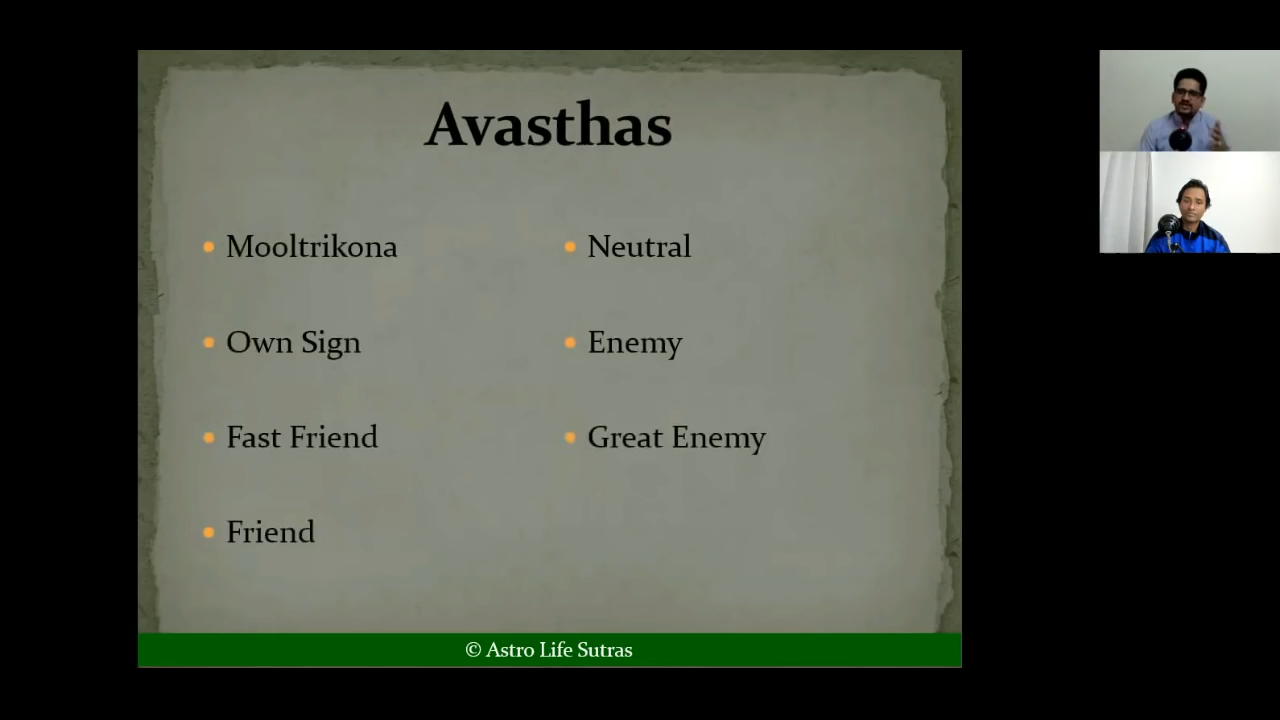 Avasthas
Mooltrikona
Own Sign
Fast Friend
Friend
Neutral
Enemy
Great Enemy
© Astro Life Sutras